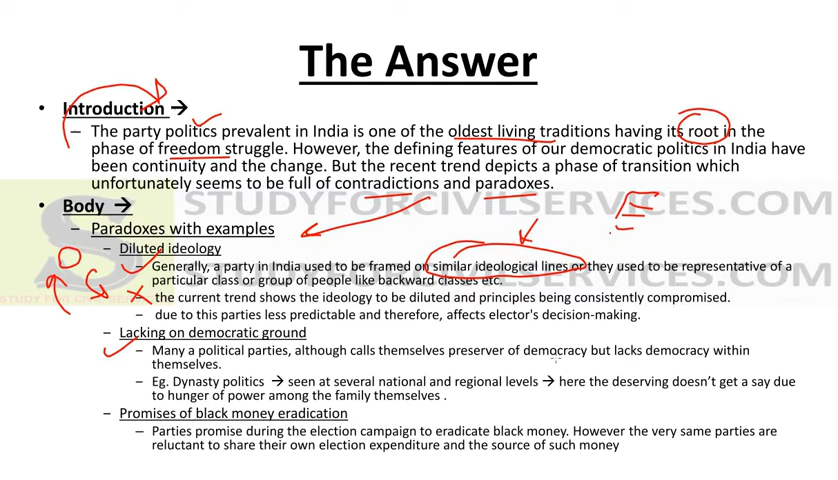 The Answer
• Introduction →
– The party politics prevalent in India is one of the oldest living traditions having its root in the
phase of freedom struggle. However, the defining features of our democratic politics in India have
been continuity and the change. But the recent trend depicts a phase of transition which
unfortunately seems to be full of contradictions and paradoxes.
STUDYFORCIVILSERVICES.COM
• Body →
– Paradoxes with examples
– Diluted ideology
Generally, a party in India used to be formed on similar ideological lines or they used to be representative of a
particular class or group of people like backward classes etc.
the current trend shows the ideology to be diluted and principles being consistently compromised.
– due to this parties less predictable and therefore, affects elector's decision-making.
– Lacking on democratic ground
– Many a political parties, although calls themselves preserver of democracy but lacks democracy within
themselves.
– Eg. Dynasty politics → seen at several national and regional levels → here the deserving doesn't get a say due
to hunger of power among the family themselves .
– Promises of black money eradication
– Parties promise during the election campaign to eradicate black money. However the very same parties are
reluctant to share their own election expenditure and the source of such money